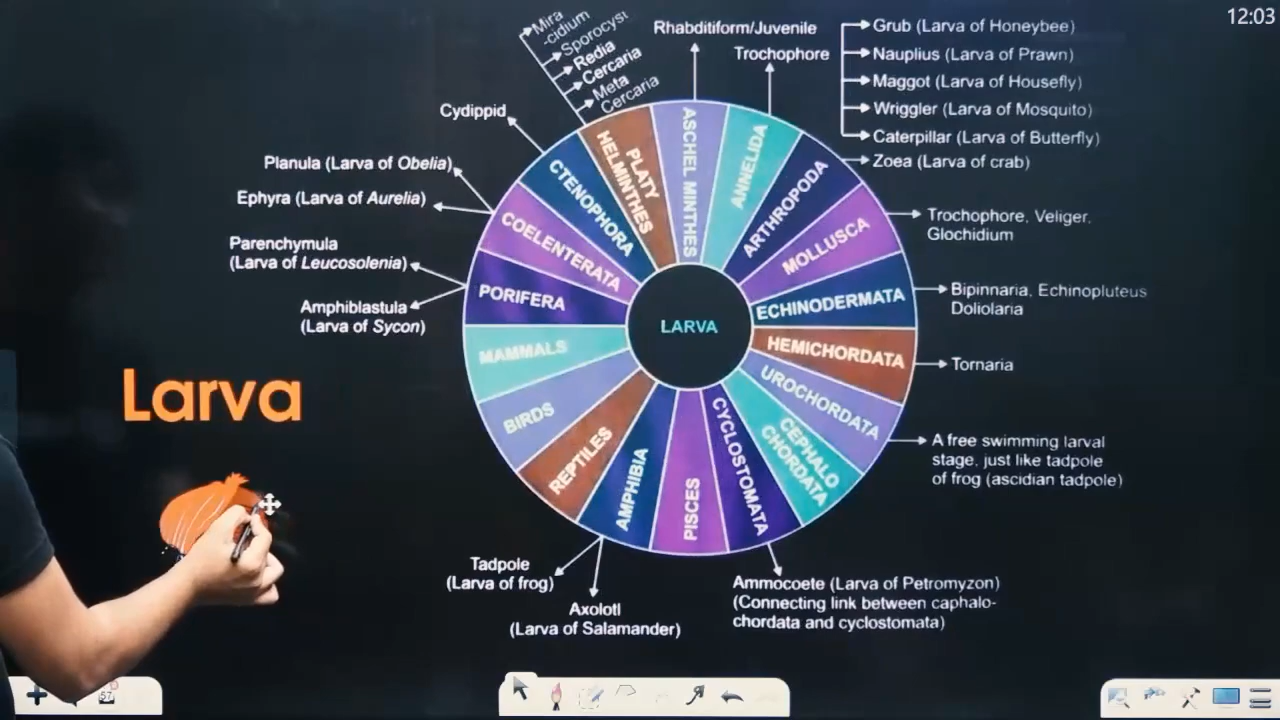 12:03
Mira
-cidium
Sporocyst
Redia
Cercaria
Meta
Cercaria
Rhabditiform/Juvenile
Trochophore
Grub (Larva of Honeybee)
Nauplius (Larva of Prawn)
Maggot (Larva of Housefly)
Wriggler (Larva of Mosquito)
Caterpillar (Larva of Butterfly)
Zoea (Larva of crab)
Cydippid
Planula (Larva of Obelia)
Ephyra (Larva of Aurelia)
Parenchymula
(Larva of Leucosolenia)
Amphiblastula
(Larva of Sycon)
Trochophore, Veliger,
Glochidium
Bipinnaria, Echinopluteus
Doliolaria
Tornaria
A free swimming larval
stage, just like tadpole
of frog (ascidian tadpole)
Ammocoete (Larva of Petromyzon)
(Connecting link between caphalo-
chordata and cyclostomata)
Tadpole
(Larva of frog)
Axolotl
(Larva of Salamander)
LARVA
PORIFERA
COELENTERATA
CTENOPHORA
PLATY
HELMINTHES
ASCHEL MINTHES
ANNELIDA
ARTHROPODA
MOLLUSCA
ECHINODERMATA
HEMICHORDATA
UROCHORDATA
CEPHALO
CHORDATA
CYCLOSTOMATA
PISCES
AMPHIBIA
REPTILES
BIRDS
MAMMALS
Larva
57